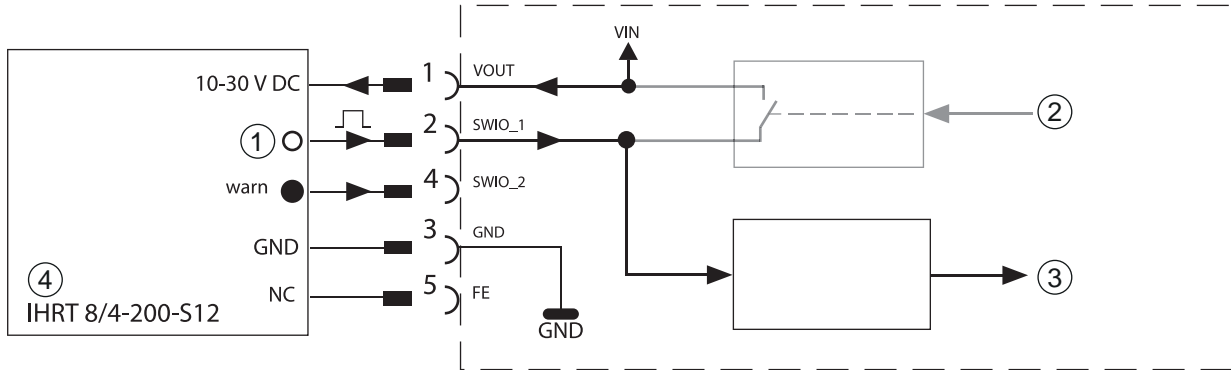 VIN
10-30 V DC
1
VOUT
2
1
2
SWIO_1
warn
4
SWIO_2
GND
3
GND
4
3
NC
5
FE
IHRT 8/4-200-S12
GND